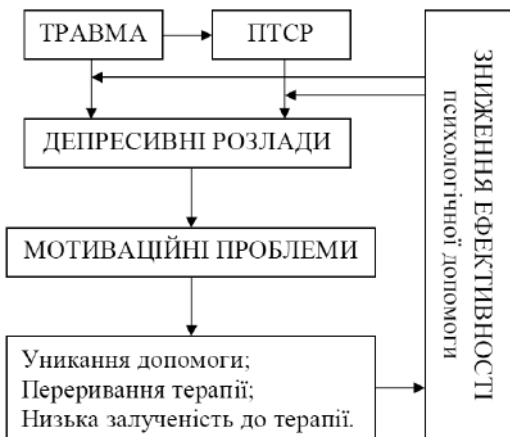 ТРАВМА
ПТСР
ДЕПРЕСИВНІ РОЗЛАДИ
МОТИВАЦІЙНІ ПРОБЛЕМИ
Уникання допомоги;
Переривання терапії;
Низька залученість до терапії.
ЗНИЖЕННЯ ЕФЕКТИВНОСТІ
психологічної допомоги